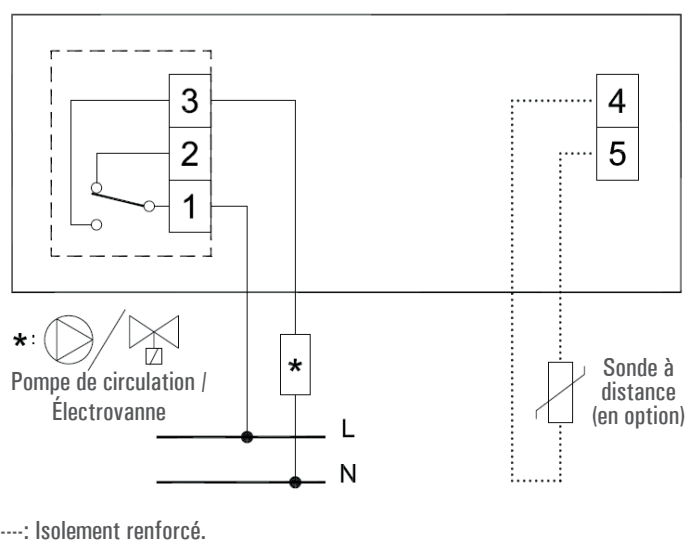 3
2
1
4
5
*:
*
Pompe de circulation /
Électrovanne
Sonde à
distance
(en option)
L
N
----: Isolement renforcé.